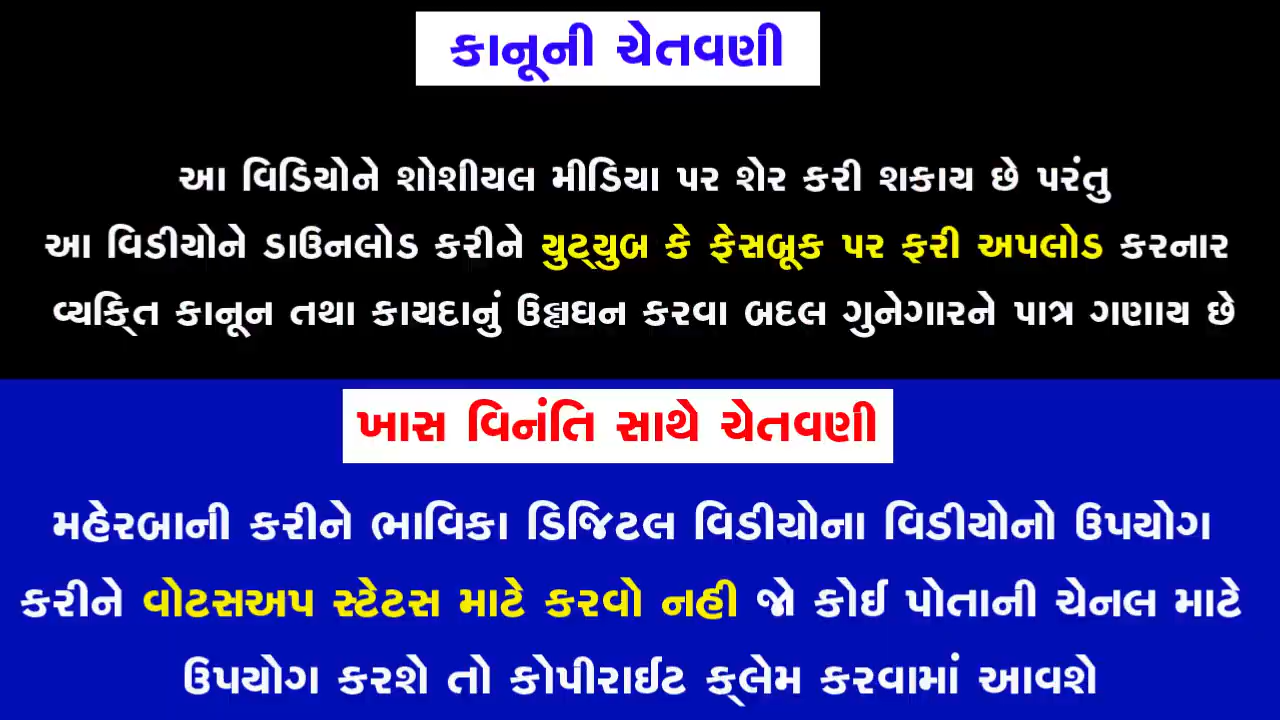 કાનૂની ચેતવણી
આ વિડિયોને શોશીયલ મીડિયા પર શેર કરી શકાય છે પરંતુ
આ વિડીયોને ડાઉનલોડ કરીને યુટ્યુબ કે ફેસબૂક પર ફરી અપલોડ કરનાર
વ્યક્તિ કાનૂન તથા કાયદાનું ઉલ્લઘન કરવા બદલ ગુનેગારને પાત્ર ગણાય છે
ખાસ વિનંતિ સાથે ચેતવણી
મહેરબાની કરીને ભાવિકા ડિજિટલ વિડીયોના વિડીયોનો ઉપયોગ
કરીને વોટસઅપ સ્ટેટસ માટે કરવો નહી જો કોઈ પોતાની ચેનલ માટે
ઉપયોગ કરશે તો કોપીરાઈટ ક્લેમ કરવામાં આવશે